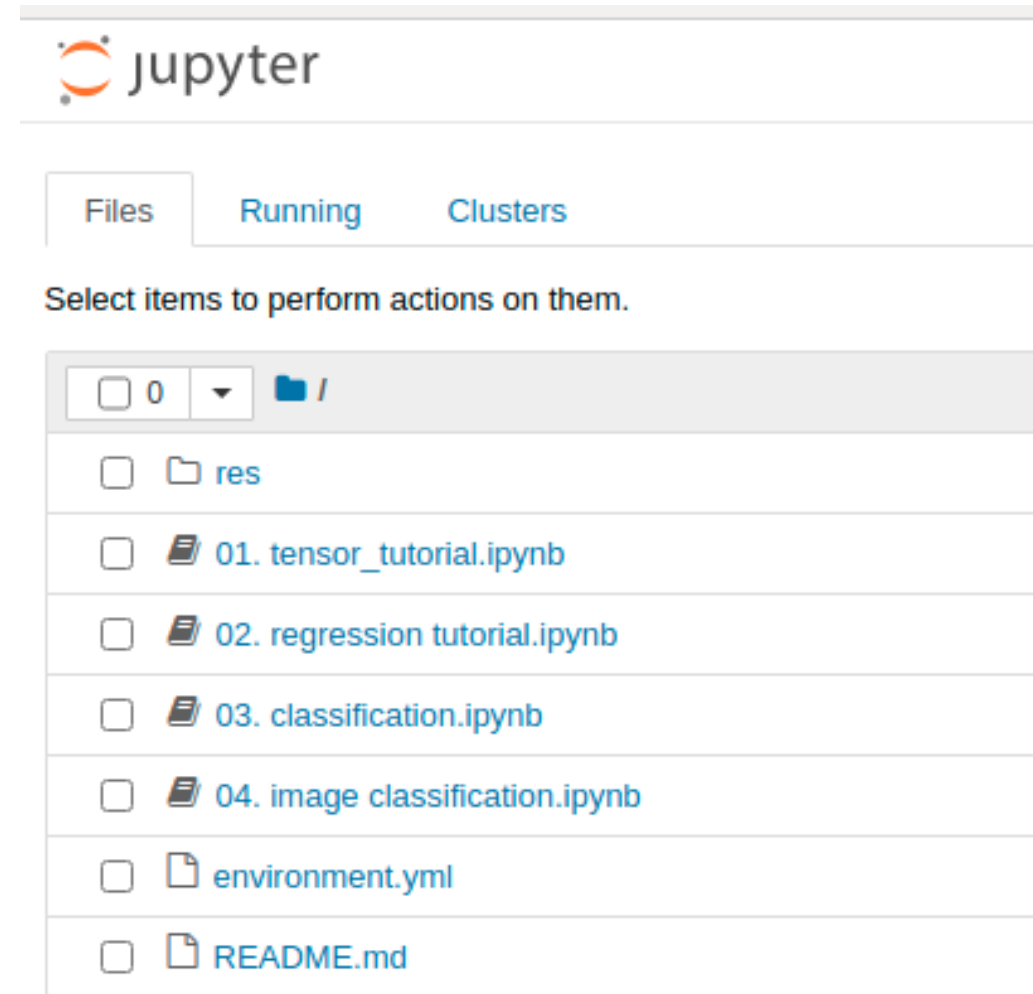 jupyter
Files Running Clusters
Select items to perform actions on them.
0 /
res
01. tensor_tutorial.ipynb
02. regression tutorial.ipynb
03. classification.ipynb
04. image classification.ipynb
environment.yml
README.md